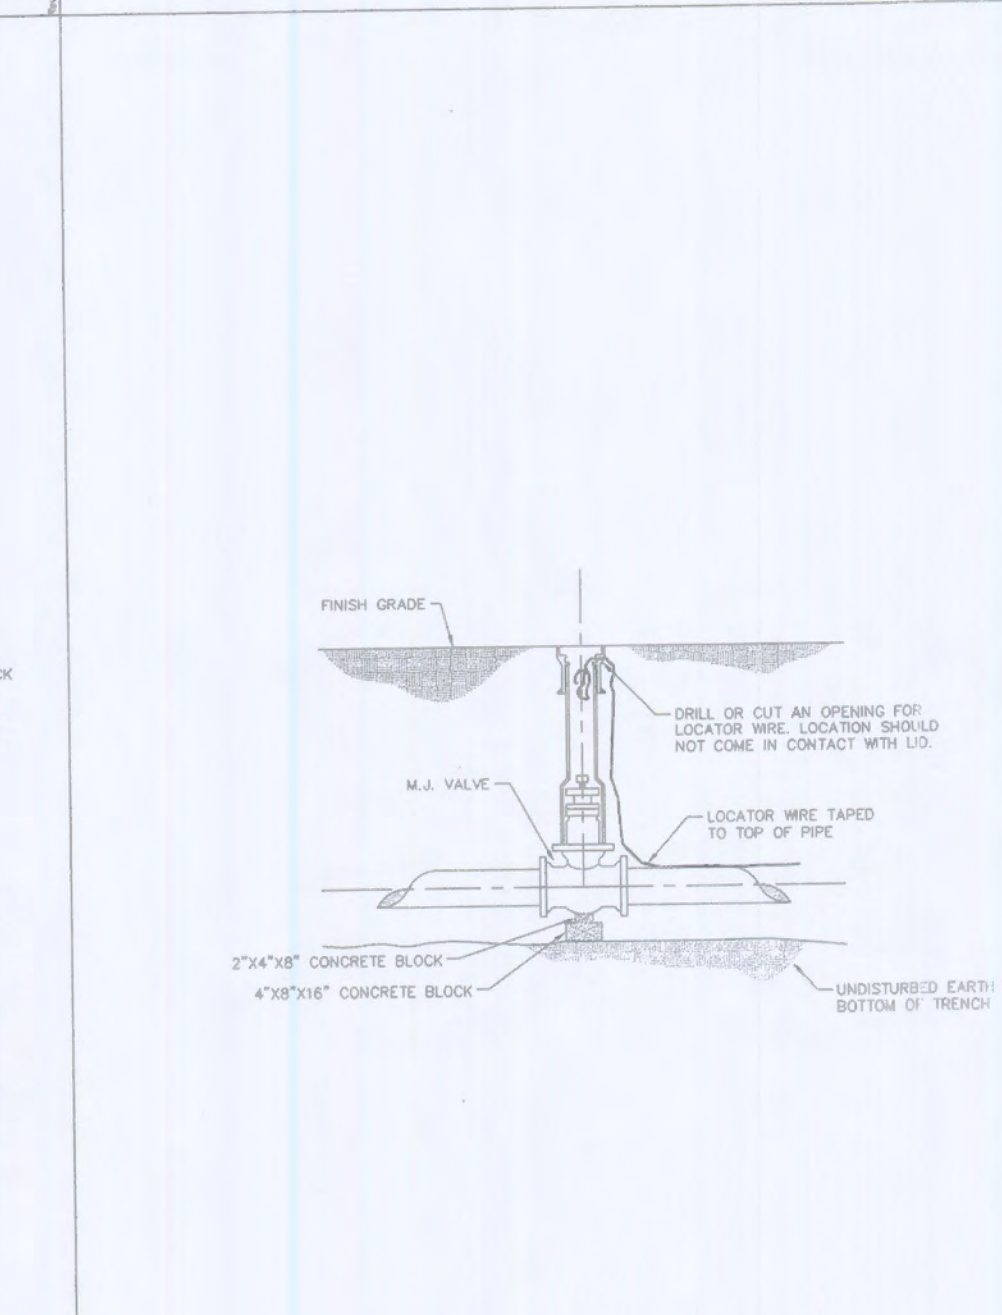 FINISH GRADE
DRILL OR CUT AN OPENING FOR
LOCATOR WIRE. LOCATION SHOULD
NOT COME IN CONTACT WITH LID.
M.J. VALVE
LOCATOR WIRE TAPED
TO TOP OF PIPE
2"X4"X8" CONCRETE BLOCK
4"X8"X16" CONCRETE BLOCK
UNDISTURBED EARTH
BOTTOM OF TRENCH